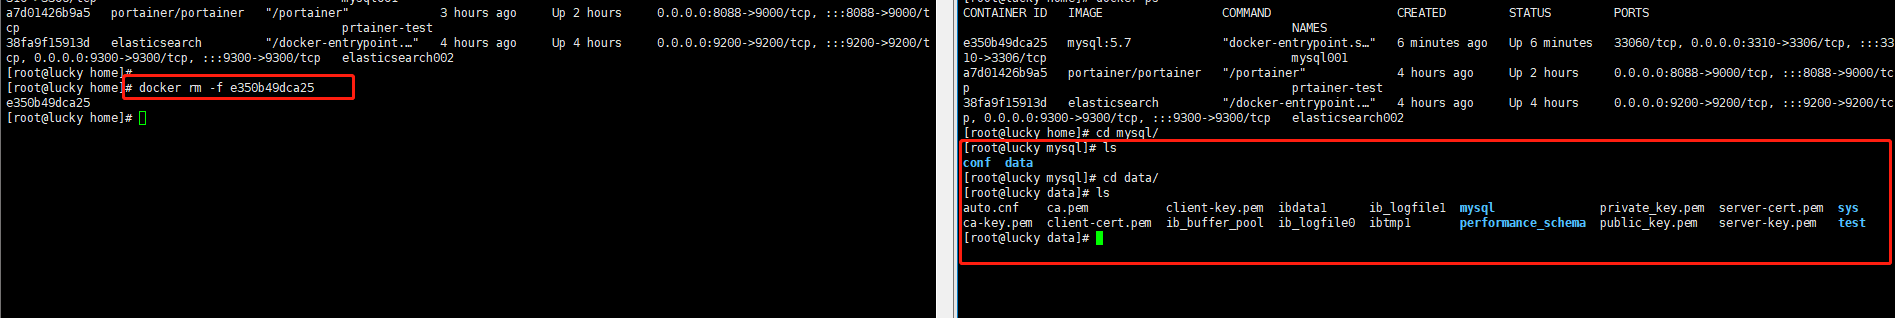 a7d01426b9a5   portainer/portainer   "/portainer"             3 hours ago     Up 2 hours     0.0.0.0:8088->9000/tcp, :::8088->9000/t
cp                                              prtainer-test
38fa9f15913d   elasticsearch         "/docker-entrypoint.…"   4 hours ago     Up 4 hours     0.0.0.0:9200->9200/tcp, :::9200->9200/t
cp, 0.0.0.0:9300->9300/tcp, :::9300->9300/tcp   elasticsearch002
[root@lucky home]#
[root@lucky home]# docker rm -f e350b49dca25
e350b49dca25
[root@lucky home]#
CONTAINER ID   IMAGE                 COMMAND                  CREATED         STATUS         PORTS
NAMES
e350b49dca25   mysql:5.7             "docker-entrypoint.s…"   6 minutes ago   Up 6 minutes   33060/tcp, 0.0.0.0:3310->3306/tcp, :::33
10->3306/tcp                                   mysql001
a7d01426b9a5   portainer/portainer   "/portainer"             4 hours ago     Up 2 hours     0.0.0.0:8088->9000/tcp, :::8088->9000/tc
p                                              prtainer-test
38fa9f15913d   elasticsearch         "/docker-entrypoint.…"   4 hours ago     Up 4 hours     0.0.0.0:9200->9200/tcp, :::9200->9200/tc
p, 0.0.0.0:9300->9300/tcp, :::9300->9300/tcp   elasticsearch002
[root@lucky home]# cd mysql/
[root@lucky mysql]# ls
conf  data
[root@lucky mysql]# cd data/
[root@lucky data]# ls
auto.cnf    ca.pem           client-key.pem  ibdata1      ib_logfile1  mysql               private_key.pem  server-cert.pem  sys
ca-key.pem  client-cert.pem  ib_buffer_pool  ib_logfile0  ibtmp1       performance_schema  public_key.pem   server-key.pem   test
[root@lucky data]#